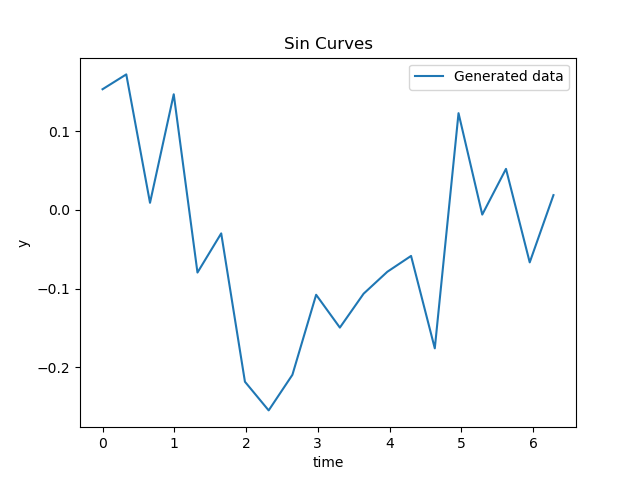 Sin Curves
Generated data
0.1
0.0
−0.1
−0.2
y
0 1 2 3 4 5 6
time